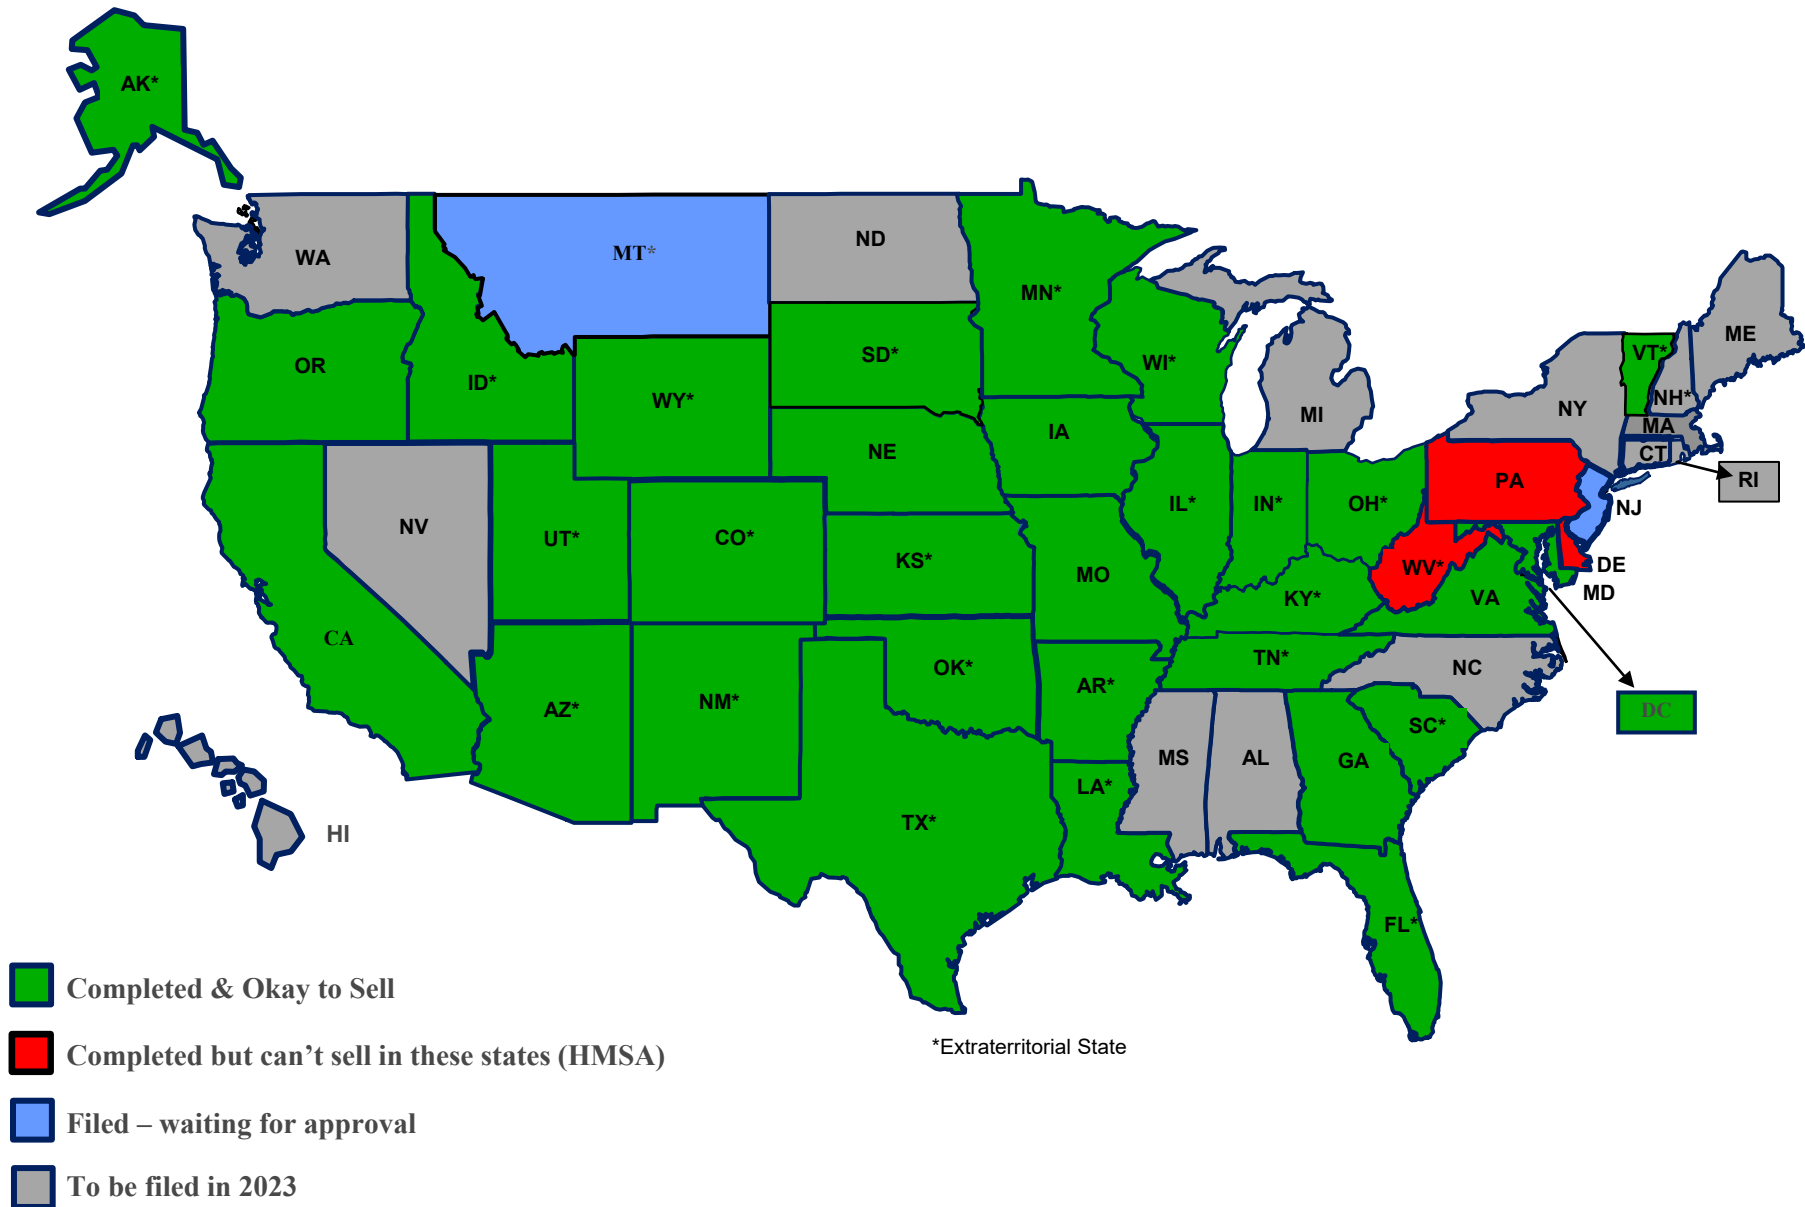 AK*
WA
MT*
ND
MN*
OR
ID*
WY*
SD*
WI*
MI
NY
VT*
NH*
ME
MA
CT
RI
NE
IA
PA
NJ
NV
UT*
CO*
KS*
MO
IL*
IN*
OH*
WV*
DE
MD
VA
KY*
CA
AZ*
NM*
OK*
AR*
TN*
NC
SC*
DC
MS
AL
GA
LA*
TX*
FL*
HI
Completed & Okay to Sell
Completed but can’t sell in these states (HMSA)
*Extraterritorial State
Filed – waiting for approval
To be filed in 2023